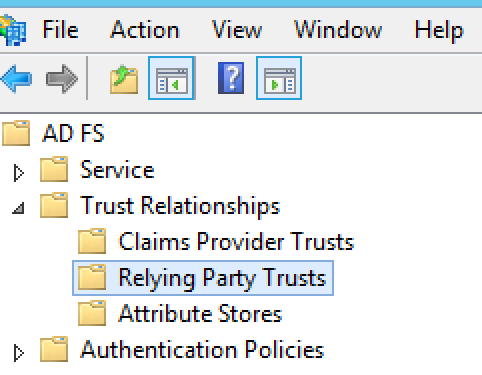 File Action View Window Help
?
AD FS
Service
Trust Relationships
Claims Provider Trusts
Relying Party Trusts
Attribute Stores
Authentication Policies